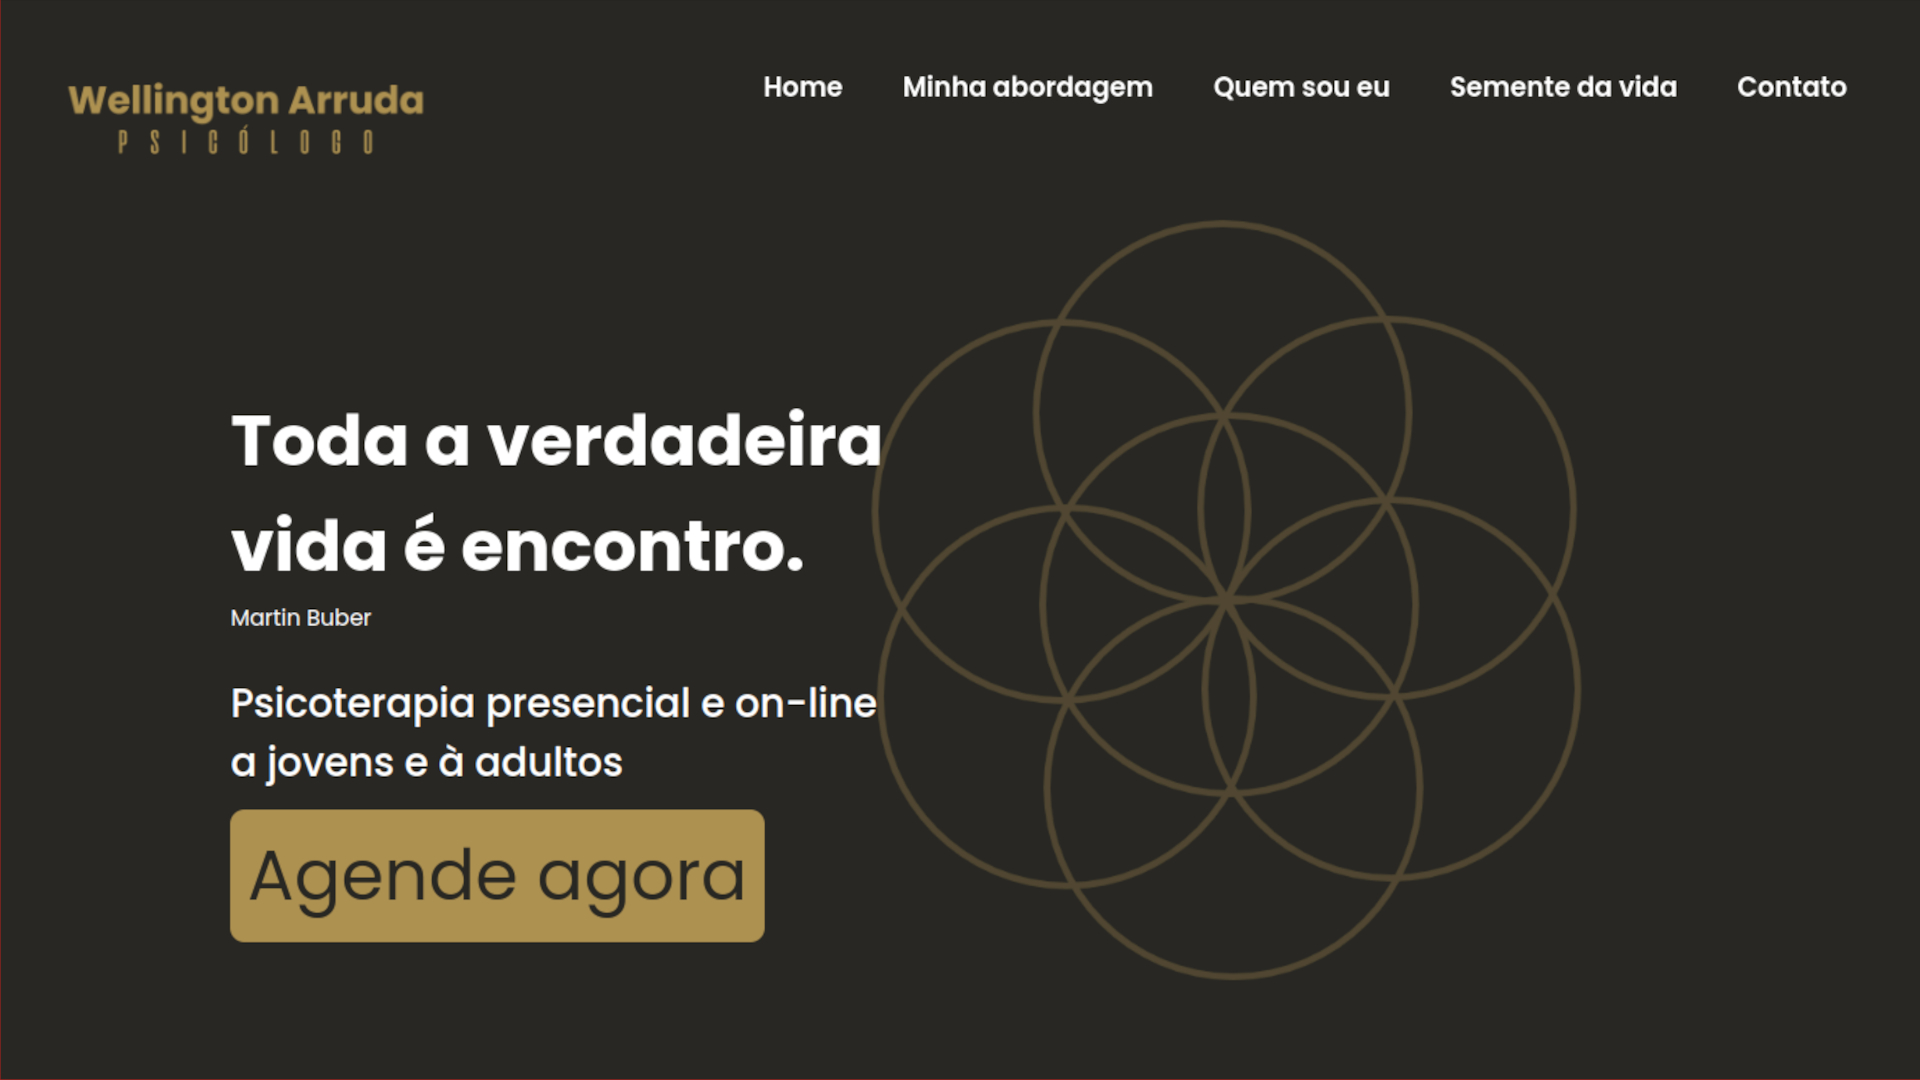 Wellington Arruda
PSICÓLOGO
Home Minha abordagem Quem sou eu Semente da vida Contato
Toda a verdadeira
vida é encontro.
Martin Buber
Psicoterapia presencial e on-line
a jovens e à adultos
Agende agora